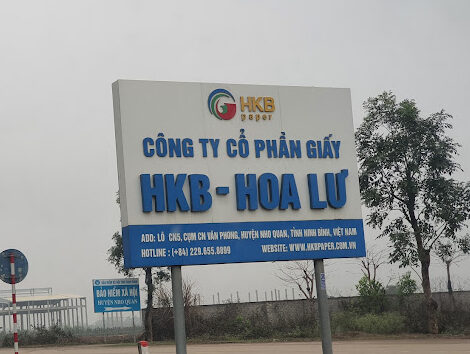 HKB
paper
CÔNG TY CỔ PHẦN GIẤY
HKB - HOA LƯ
ADD: LÔ CN5, CỤM CN VĂN PHONG, HUYỆN NHO QUAN, TỈNH NINH BÌNH, VIỆT NAM
HOTLINE : (+84) 229.655.8899
WEBSITE: WWW.HKBPAPER.COM.VN
BẢO HIỂM XÃ HỘI
HUYỆN NHO QUAN